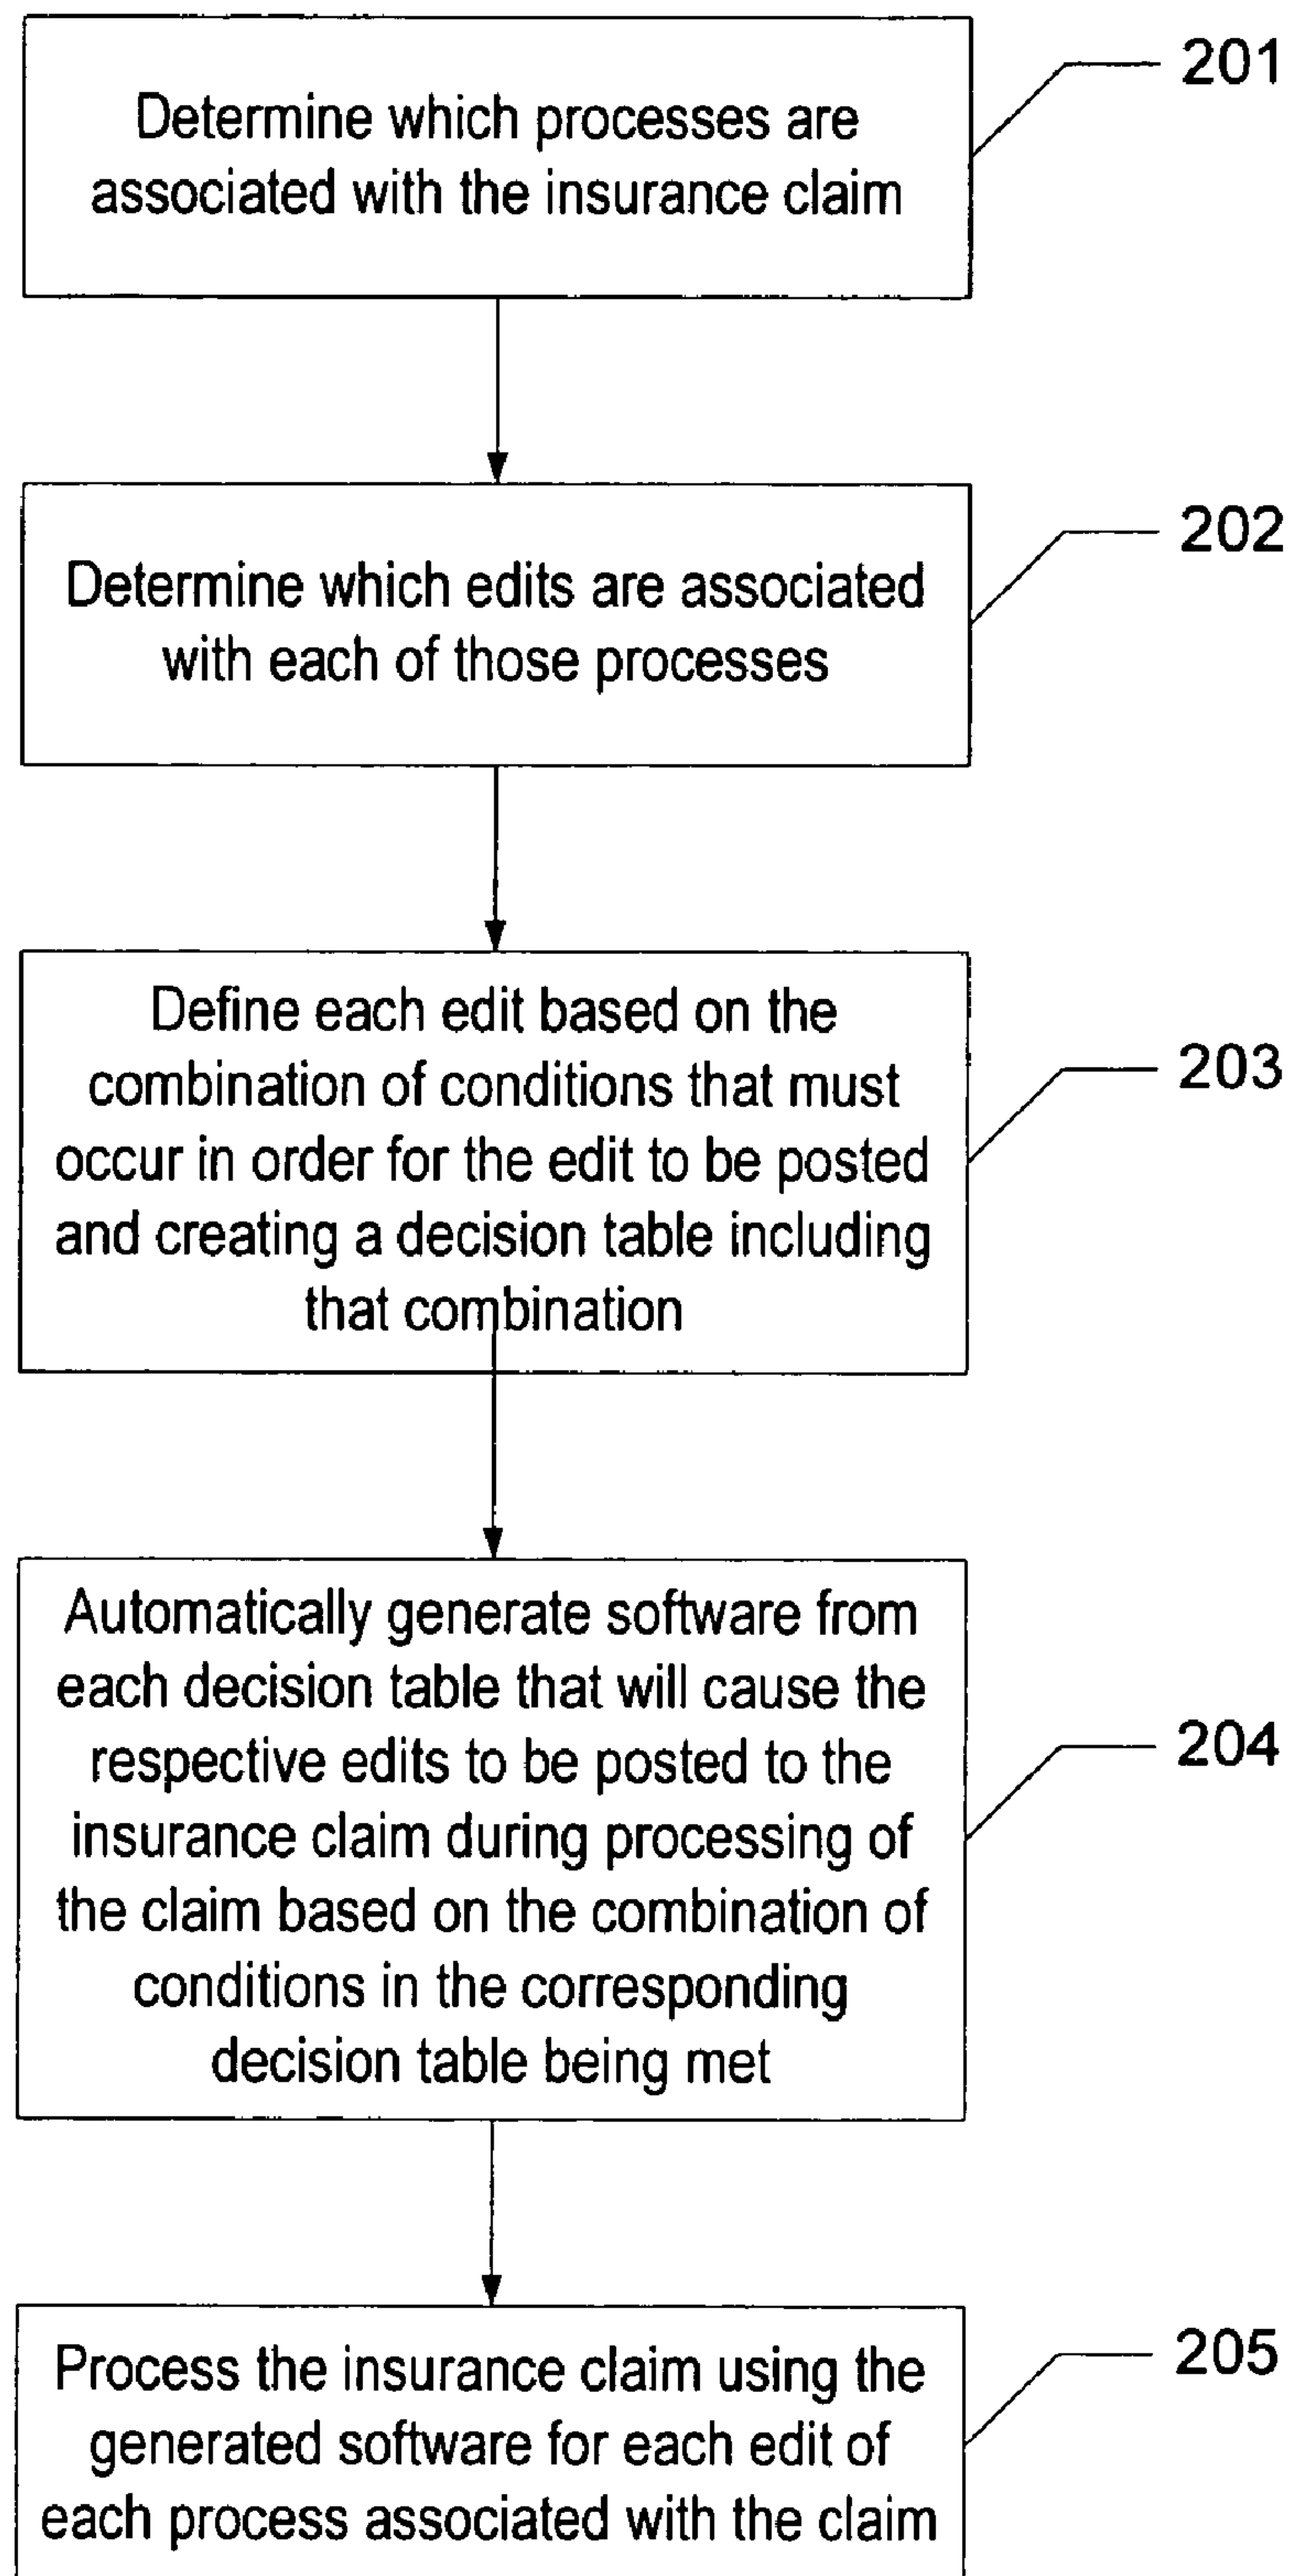 Determine which processes are
associated with the insurance claim
201
Determine which edits are associated
with each of those processes
202
Define each edit based on the
combination of conditions that must
occur in order for the edit to be posted
and creating a decision table including
that combination
203
Automatically generate software from
each decision table that will cause the
respective edits to be posted to the
insurance claim during processing of
the claim based on the combination of
conditions in the corresponding
decision table being met
204
Process the insurance claim using the
generated software for each edit of
each process associated with the claim
205